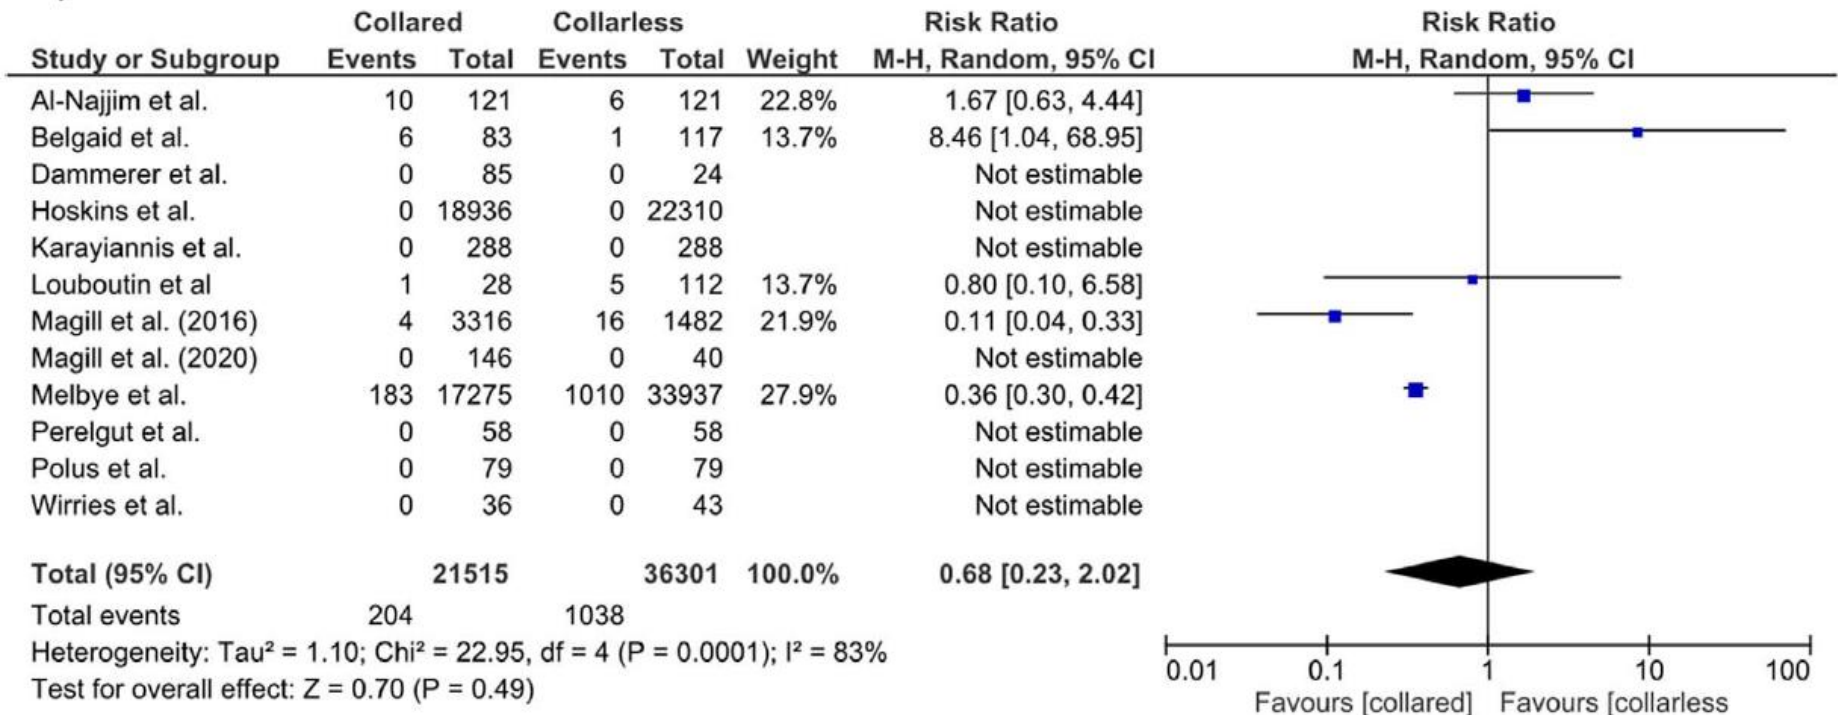 Collared Collarless Risk Ratio Risk Ratio
Study or Subgroup Events Total Events Total Weight M-H, Random, 95% CI M-H, Random, 95% CI
Al-Najjim et al. 10 121 6 121 22.8% 1.67 [0.63, 4.44]
Belgaid et al. 6 83 1 117 13.7% 8.46 [1.04, 68.95]
Dammerer et al. 0 85 0 24 Not estimable
Hoskins et al. 0 18936 0 22310 Not estimable
Karayiannis et al. 0 288 0 288 Not estimable
Louboutin et al 1 28 5 112 13.7% 0.80 [0.10, 6.58]
Magill et al. (2016) 4 3316 16 1482 21.9% 0.11 [0.04, 0.33]
Magill et al. (2020) 0 146 0 40 Not estimable
Melbye et al. 183 17275 1010 33937 27.9% 0.36 [0.30, 0.42]
Perelgut et al. 0 58 0 58 Not estimable
Polus et al. 0 79 0 79 Not estimable
Wirries et al. 0 36 0 43 Not estimable
Total (95% CI) 21515 36301 100.0% 0.68 [0.23, 2.02]
Total events 204 1038
Heterogeneity: Tau² = 1.10; Chi² = 22.95, df = 4 (P = 0.0001); I² = 83%
Test for overall effect: Z = 0.70 (P = 0.49)
0.01 0.1 1 10 100
Favours [collared] Favours [collarless